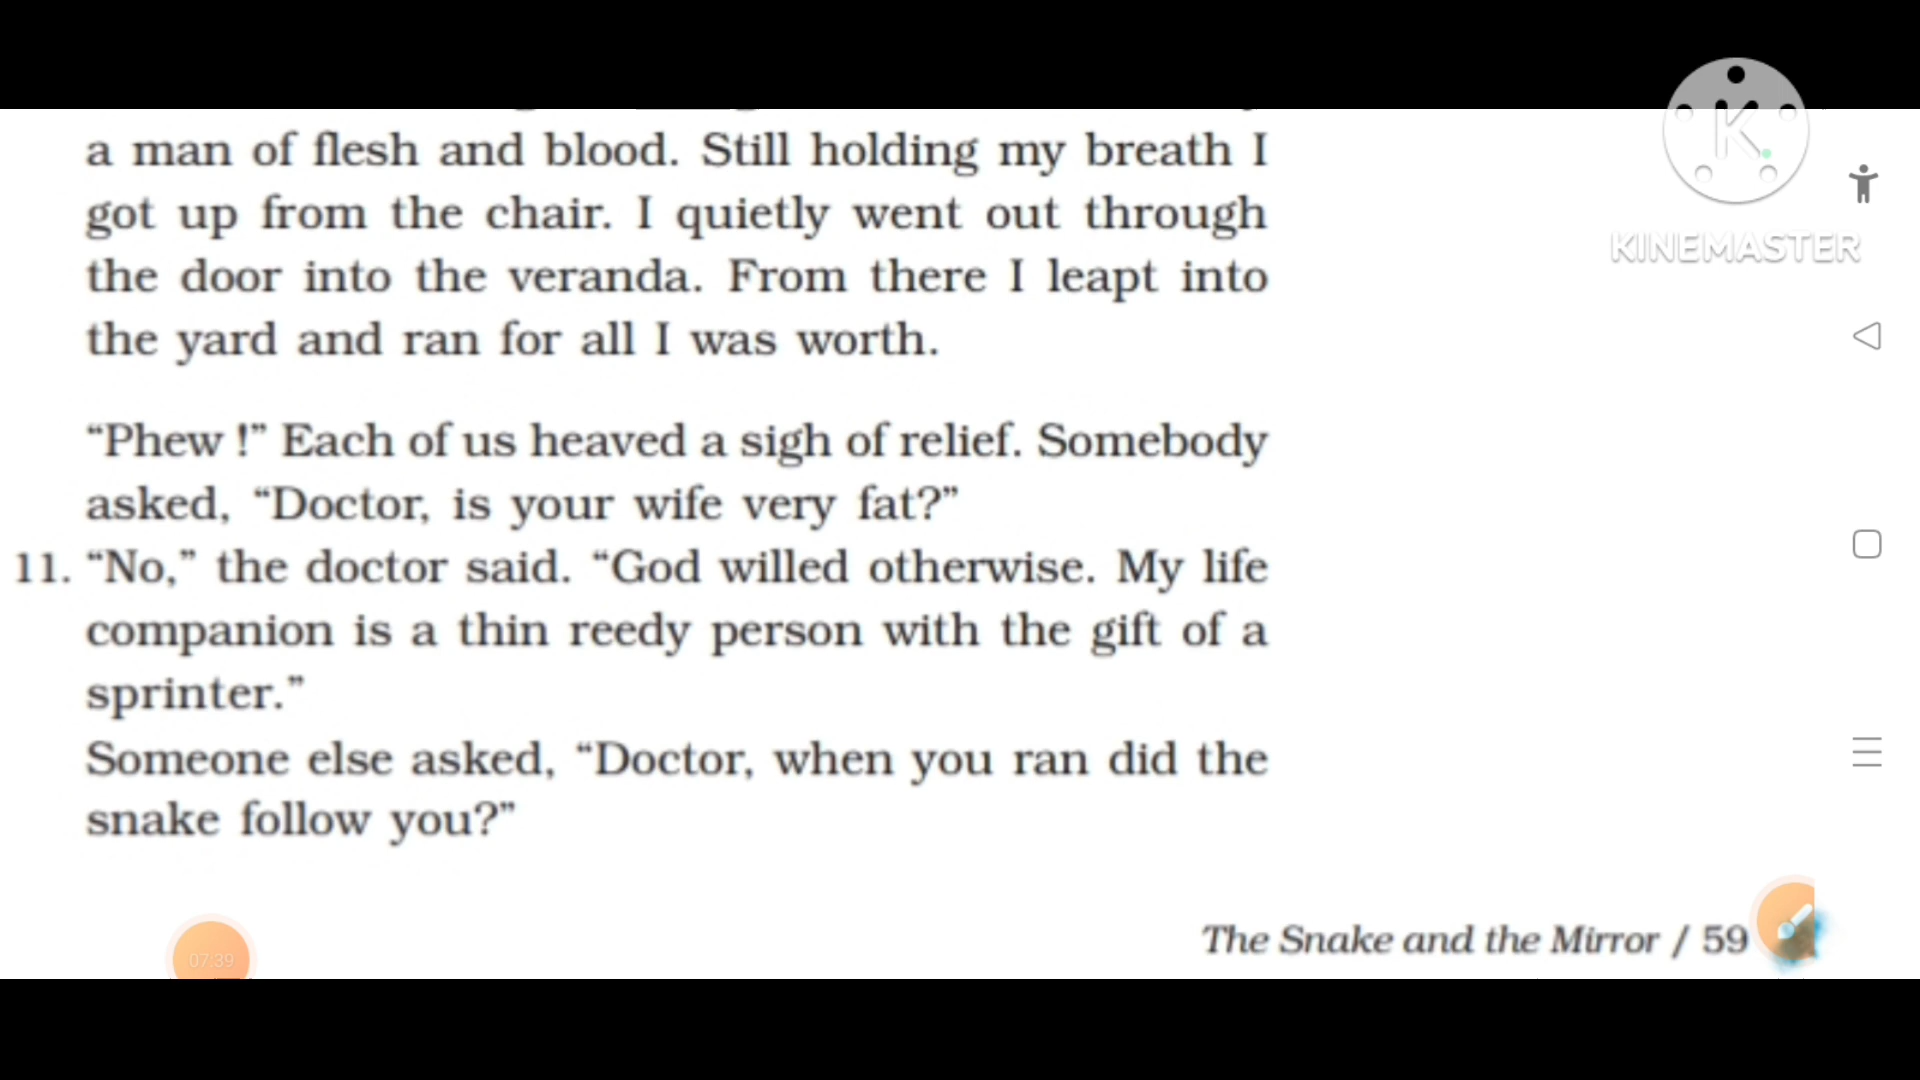 a man of flesh and blood. Still holding my breath I
got up from the chair. I quietly went out through
the door into the veranda. From there I leapt into
the yard and ran for all I was worth.
“Phew !” Each of us heaved a sigh of relief. Somebody
asked, “Doctor, is your wife very fat?”
11. “No,” the doctor said. “God willed otherwise. My life
companion is a thin reedy person with the gift of a
sprinter.”
Someone else asked, “Doctor, when you ran did the
snake follow you?”
The Snake and the Mirror / 59
07:39
K
KINEMASTER